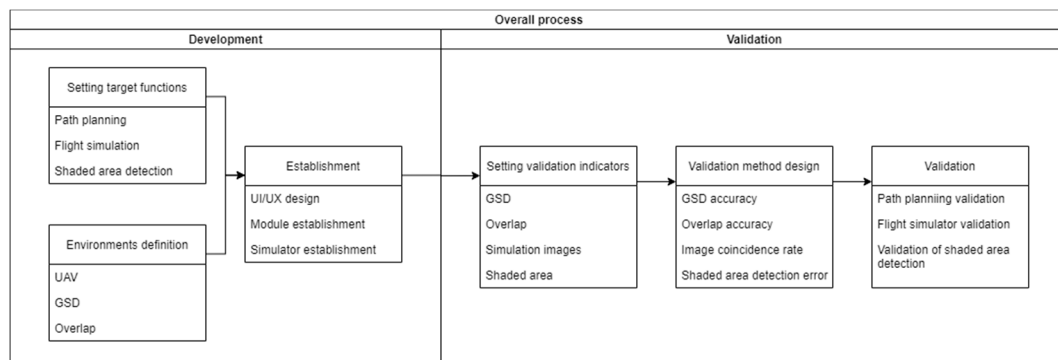 Overall process
Development
Validation
Setting target functions
Path planning
Flight simulation
Shaded area detection
Environments definition
UAV
GSD
Overlap
Establishment
UI/UX design
Module establishment
Simulator establishment
Setting validation indicators
GSD
Overlap
Simulation images
Shaded area
Validation method design
GSD accuracy
Overlap accuracy
Image coincidence rate
Shaded area detection error
Validation
Path planniing validation
Flight simulator validation
Validation of shaded area
detection